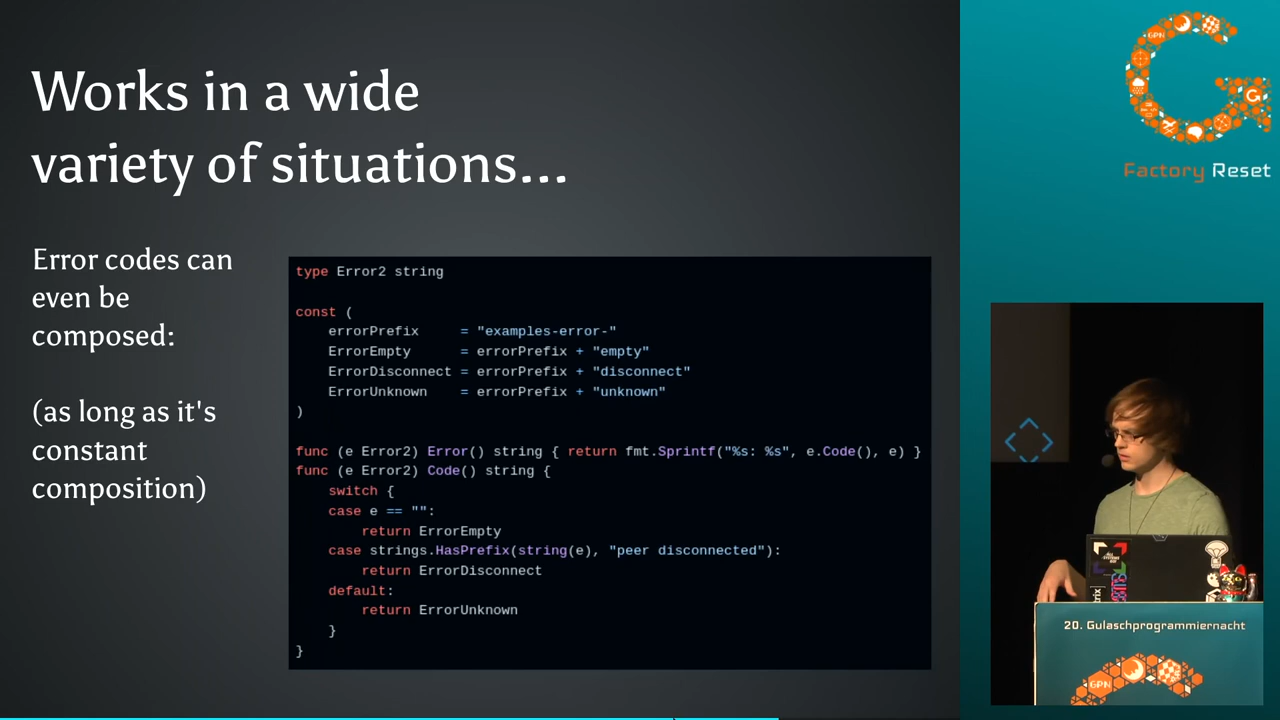 Works in a wide
variety of situations...
Error codes can
even be
composed:
(as long as it's
constant
composition)
type Error2 string
const (
    errorPrefix     = "examples-error-"
    ErrorEmpty      = errorPrefix + "empty"
    ErrorDisconnect = errorPrefix + "disconnect"
    ErrorUnknown    = errorPrefix + "unknown"
)
func (e Error2) Error() string { return fmt.Sprintf("%s: %s", e.Code(), e) }
func (e Error2) Code() string {
    switch {
    case e == "":
        return ErrorEmpty
    case strings.HasPrefix(string(e), "peer disconnected"):
        return ErrorDisconnect
    default:
        return ErrorUnknown
    }
}
GPN
Factory Reset
20. Gulaschprogrammiernacht
GPN